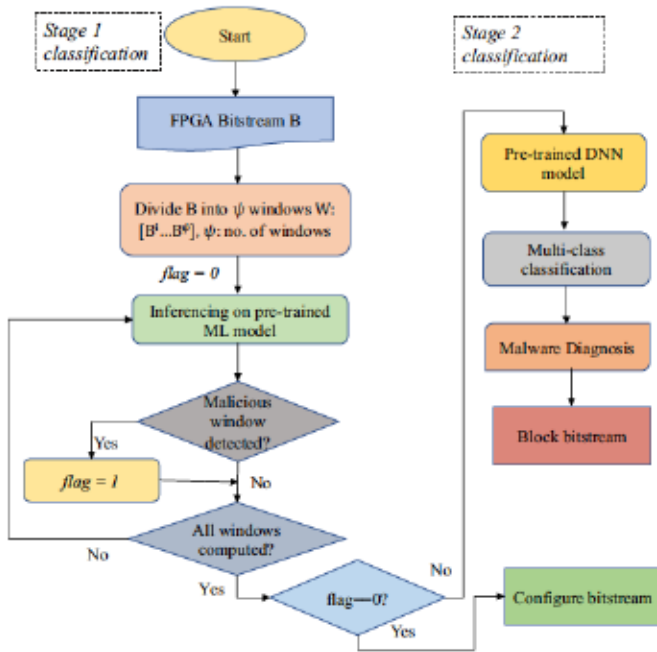 Stage 1
classification
Start
FPGA Bitstream B
Divide B into ψ windows W:
[B¹...Bᵠ], ψ: no. of windows
flag = 0
Inferencing on pre-trained
ML model
Malicious
window
detected?
Yes
No
flag = 1
All windows
computed?
No
Yes
flag==0?
No
Yes
Stage 2
classification
Pre-trained DNN
model
Multi-class
classification
Malware Diagnosis
Block bitstream
Configure bitstream